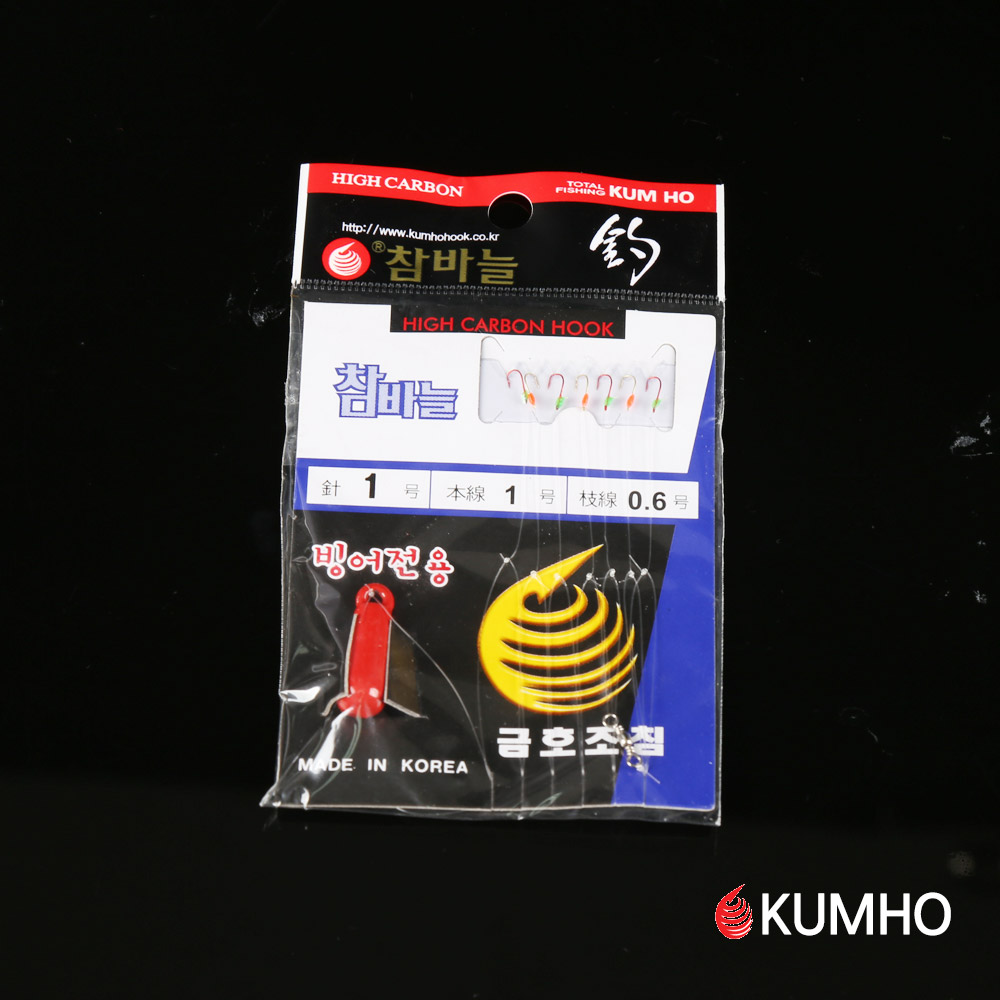 HIGH CARBON
TOTAL FISHING KUM HO
http://www.kumhohook.co.kr
®참바늘
釣
HIGH CARBON HOOK
참바늘
針 1 号
本線 1 号
枝線 0.6 号
빙어전용
금호조침
MADE IN KOREA
KUMHO